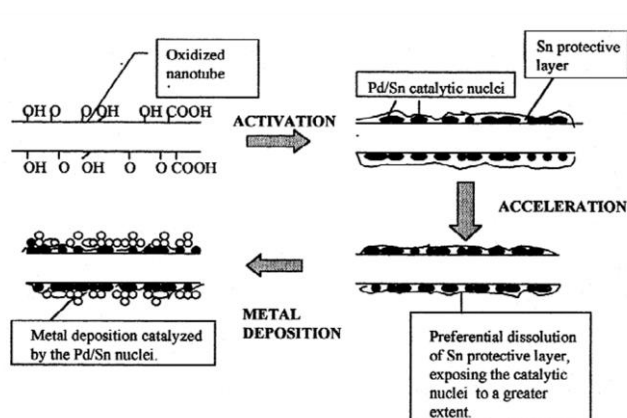 Oxidized
nanotube
OH O O OH OH COOH
OH O OH O O COOH
ACTIVATION
Sn protective
layer
Pd/Sn catalytic nuclei
ACCELERATION
Preferential dissolution
of Sn protective layer,
exposing the catalytic
nuclei to a greater
extent.
METAL
DEPOSITION
Metal deposition catalyzed
by the Pd/Sn nuclei.